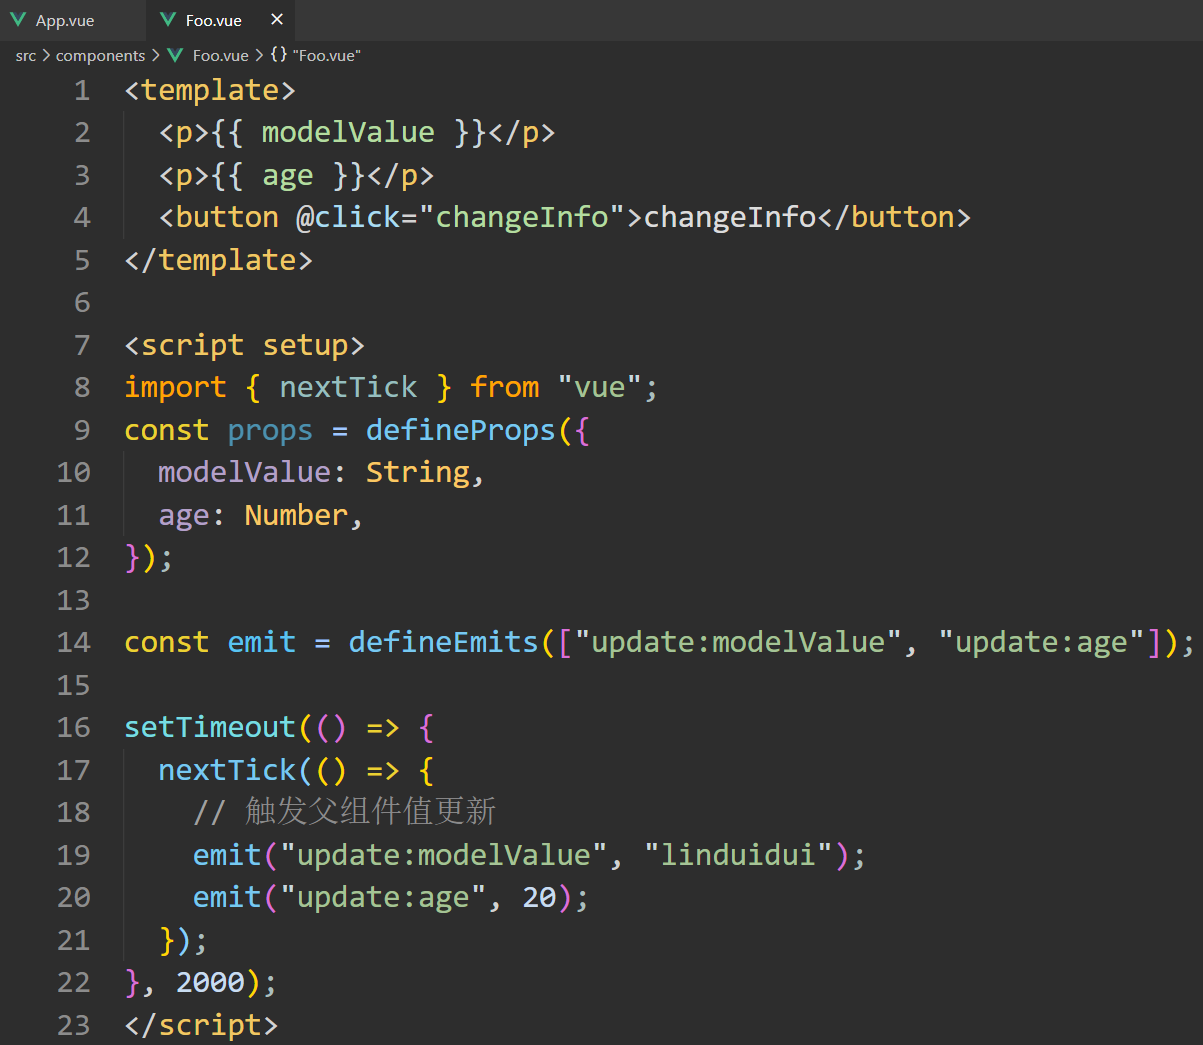 App.vue Foo.vue ×
src > components > Foo.vue > {} "Foo.vue"
1 <template>
2 <p>{{ modelValue }}</p>
3 <p>{{ age }}</p>
4 <button @click="changeInfo">changeInfo</button>
5 </template>
6
7 <script setup>
8 import { nextTick } from "vue";
9 const props = defineProps({
10 modelValue: String,
11 age: Number,
12 });
13
14 const emit = defineEmits(["update:modelValue", "update:age"]);
15
16 setTimeout(() => {
17 nextTick(() => {
18 // 触发父组件值更新
19 emit("update:modelValue", "linduidui");
20 emit("update:age", 20);
21 });
22 }, 2000);
23 </script>